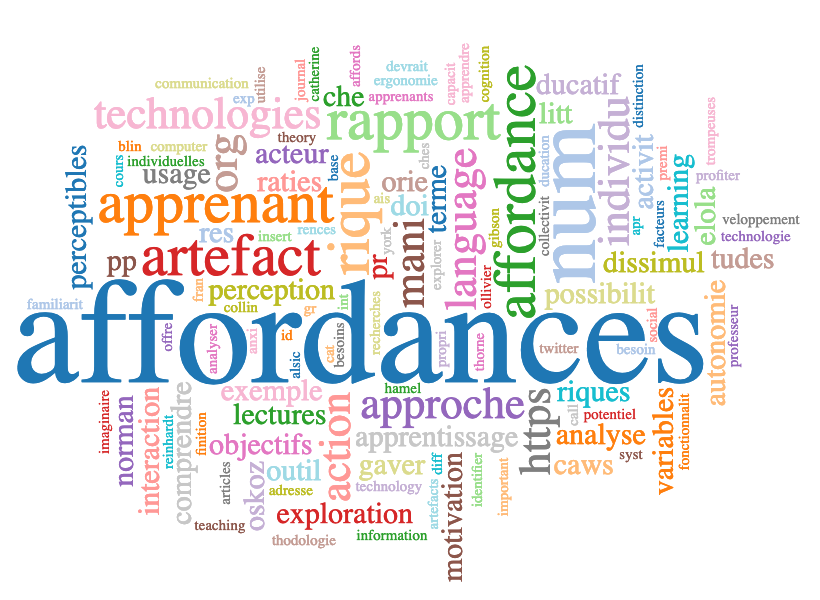 communication
exp
utilise
journal
catherine
affords
devrait
ergonomie
capacit
apprendre
cognition
technologies
che
apprenants
rapport
affordance
ducatif
litt
num
individu
distinction
activit
premi
trompeuses
blin
computer
theory
cours
individuelles
org
acteur
base
usage
raties
rique
ches
orie
ais
doi
terme
language
ducation
collectivit
apr
facteurs
learning
profiter
elola
veloppement
technologie
perceptibles
apprenant
res
insert
rences
york
mani
explorer
gibson
ollivier
dissimul
tudes
pp
artefact
pr
fran
perception
collin
gr
int
recherches
possibilit
familiarit
affordances
offre
analyser
anxi
id
alsic
cat
besoins
propri
thorne
twitter
besoin
social
autonomie
professeur
imaginaire
norman
interaction
reinhardt
comprendre
finition
exemple
lectures
objectifs
action
hamel
approche
apprentissage
https
call
riques
potentiel
analyse
syst
variables
fonctionnalit
articles
oskoz
outil
adresse
gaver
diff
technology
artefacts
motivation
identifier
important
caws
teaching
exploration
thodologie
information